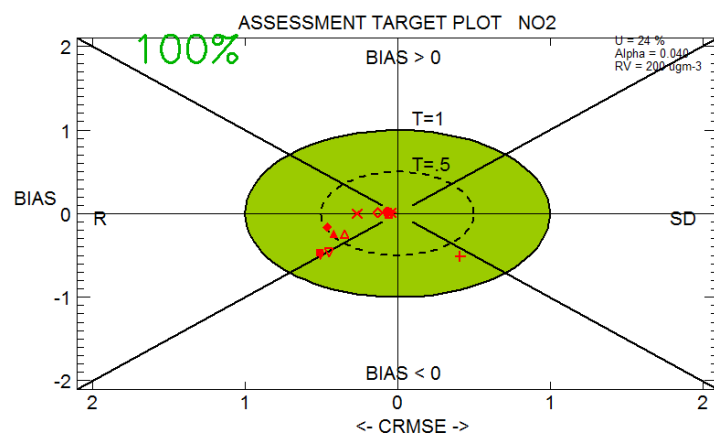 ASSESSMENT TARGET PLOT NO2
100%
U = 24 %
Alpha = 0.040
RV = 200 ugm-3
BIAS > 0
T=1
T=.5
BIAS
R
SD
BIAS < 0
2
1
0
-1
-2
2
1
0
1
2
<- CRMSE ->